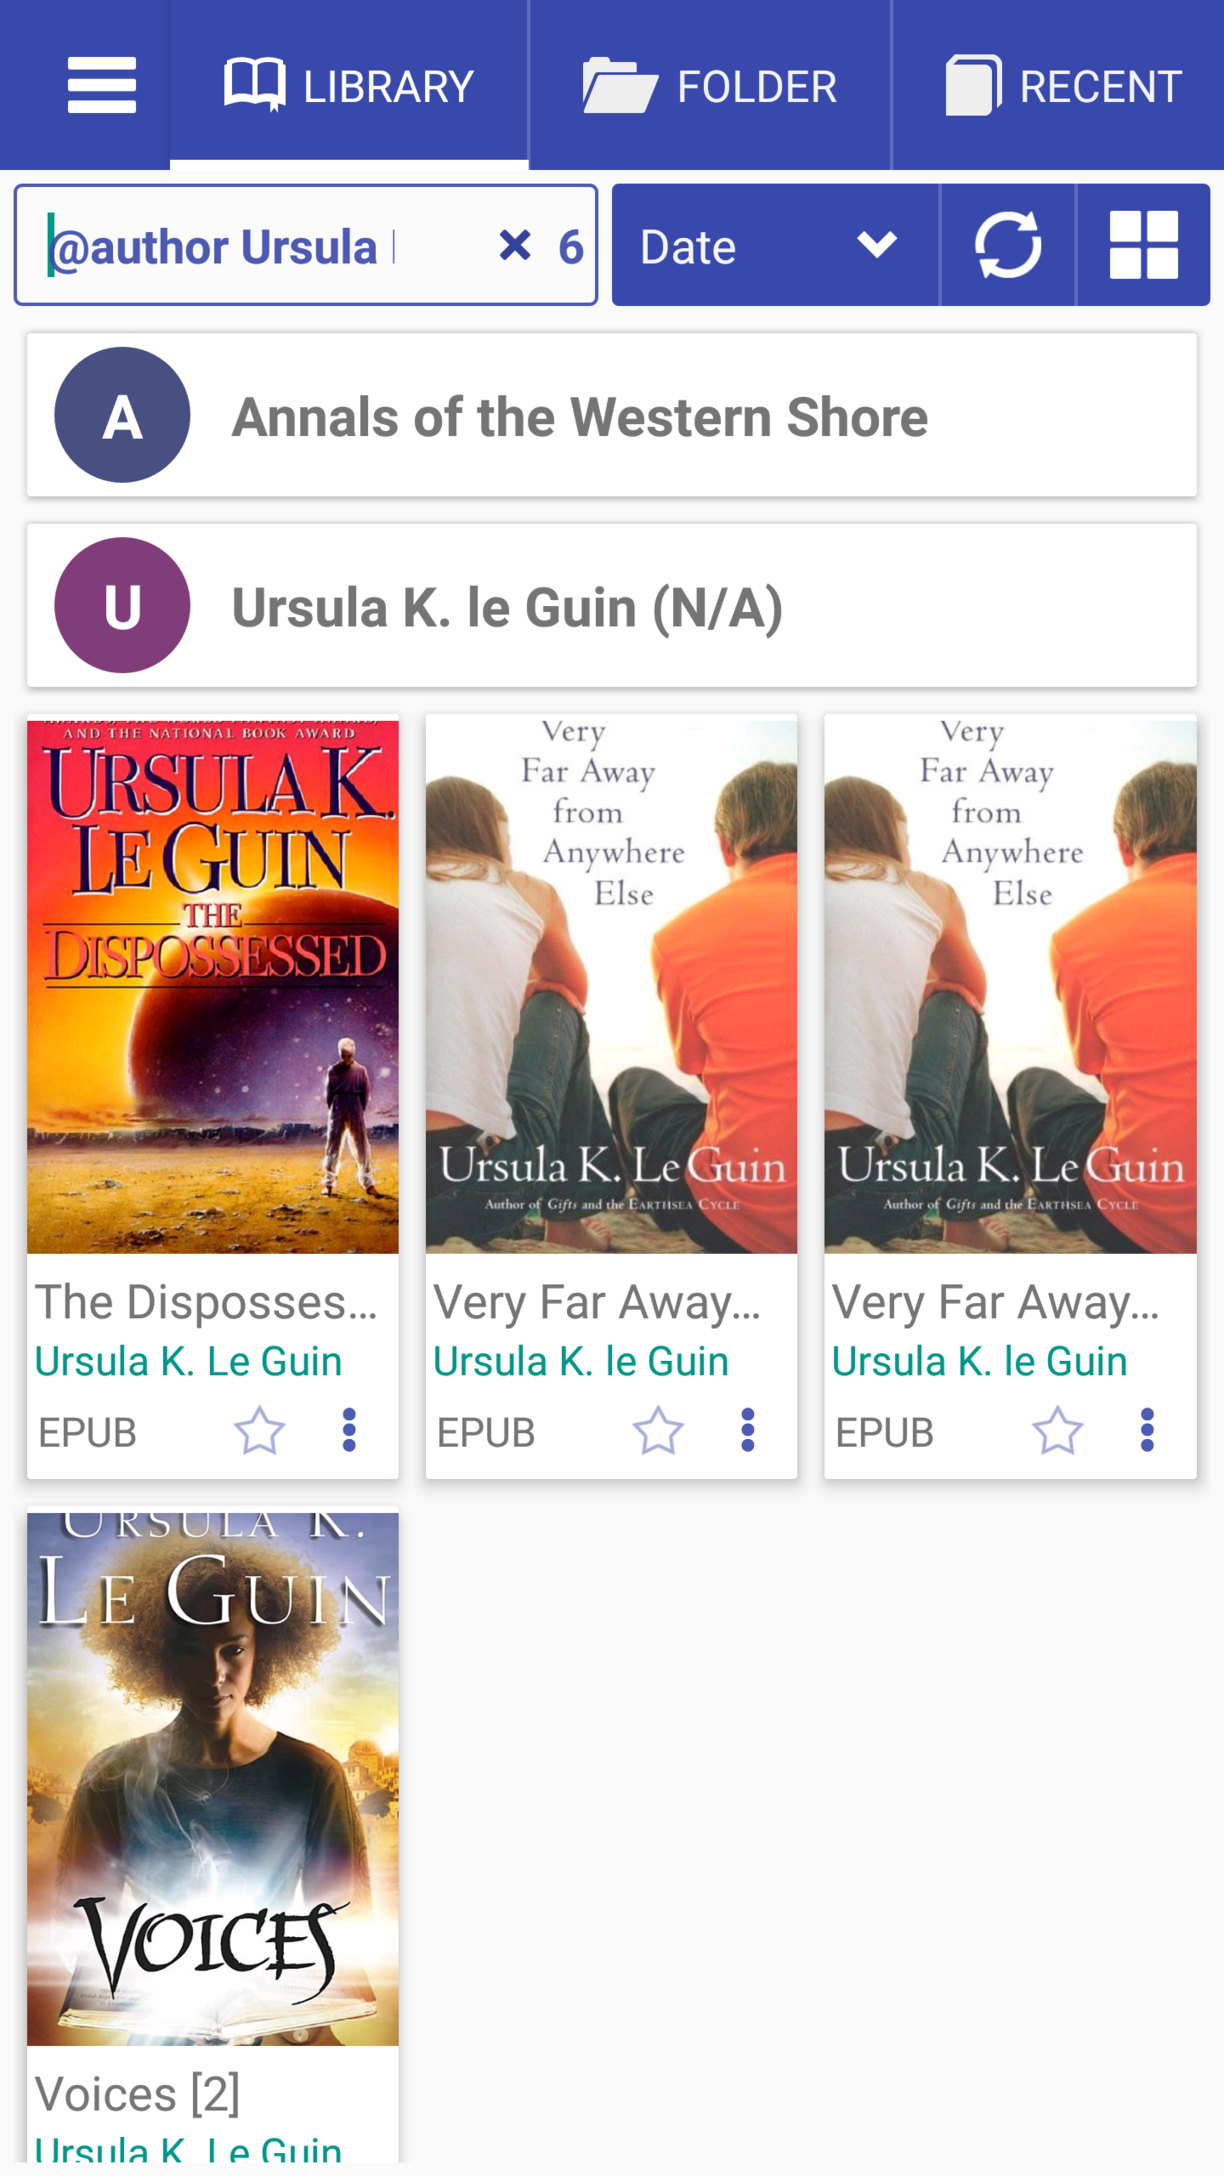 LIBRARY
FOLDER
RECENT
@author Ursula
6
Date
A
Annals of the Western Shore
U
Ursula K. le Guin (N/A)
AND THE NATIONAL BOOK AWARD
URSULA K.
LE GUIN
THE
DISPOSSESSED
Very
Far Away
from
Anywhere
Else
Ursula K. Le Guin
Author of Gifts and the EARTHSEA CYCLE
Very
Far Away
from
Anywhere
Else
Ursula K. Le Guin
Author of Gifts and the EARTHSEA CYCLE
The Disposses...
Ursula K. Le Guin
EPUB
Very Far Away...
Ursula K. le Guin
EPUB
Very Far Away...
Ursula K. le Guin
EPUB
URSULA K.
LE GUIN
VOICES
Voices [2]
Ursula K. Le Guin